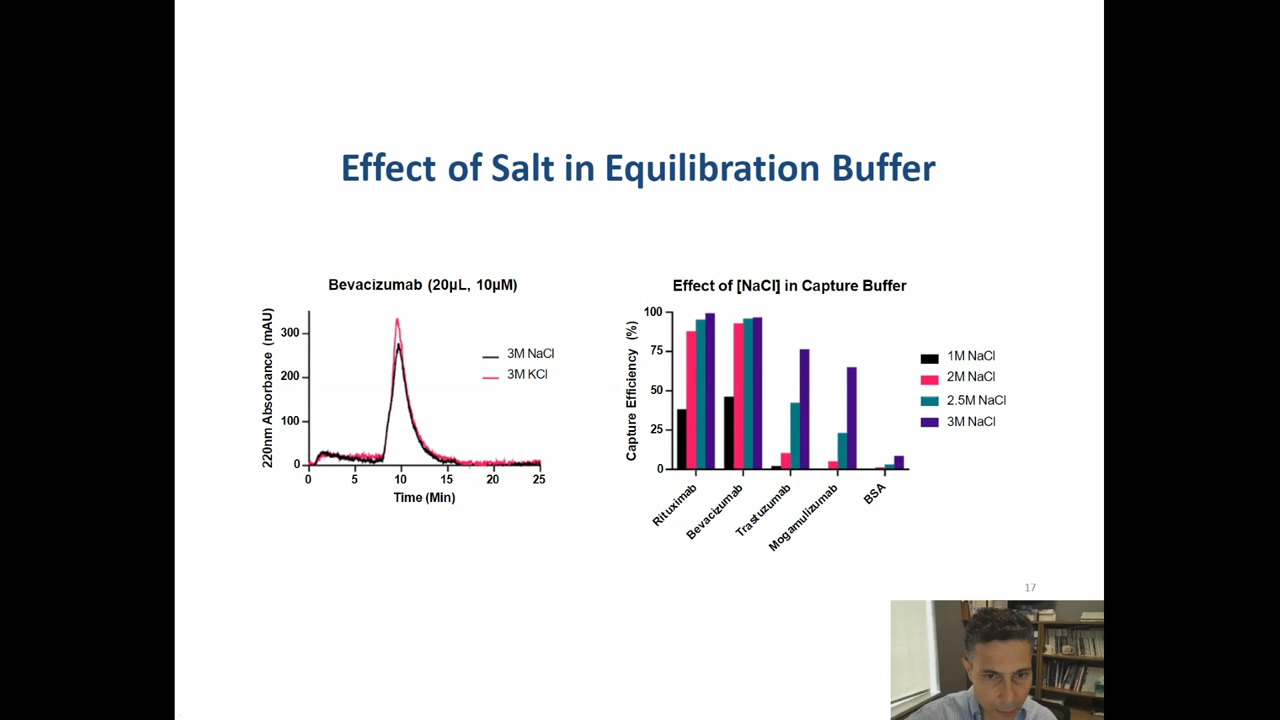 Effect of Salt in Equilibration Buffer
Bevacizumab (20µL, 10µM)
220nm Absorbance (mAU)
300
200
100
0
0 5 10 15 20 25
Time (Min)
3M NaCl
3M KCl
Effect of [NaCl] in Capture Buffer
Capture Efficiency (%)
100
75
50
25
0
Rituximab
Bevacizumab
Trastuzumab
Mogamulizumab
BSA
1M NaCl
2M NaCl
2.5M NaCl
3M NaCl
17